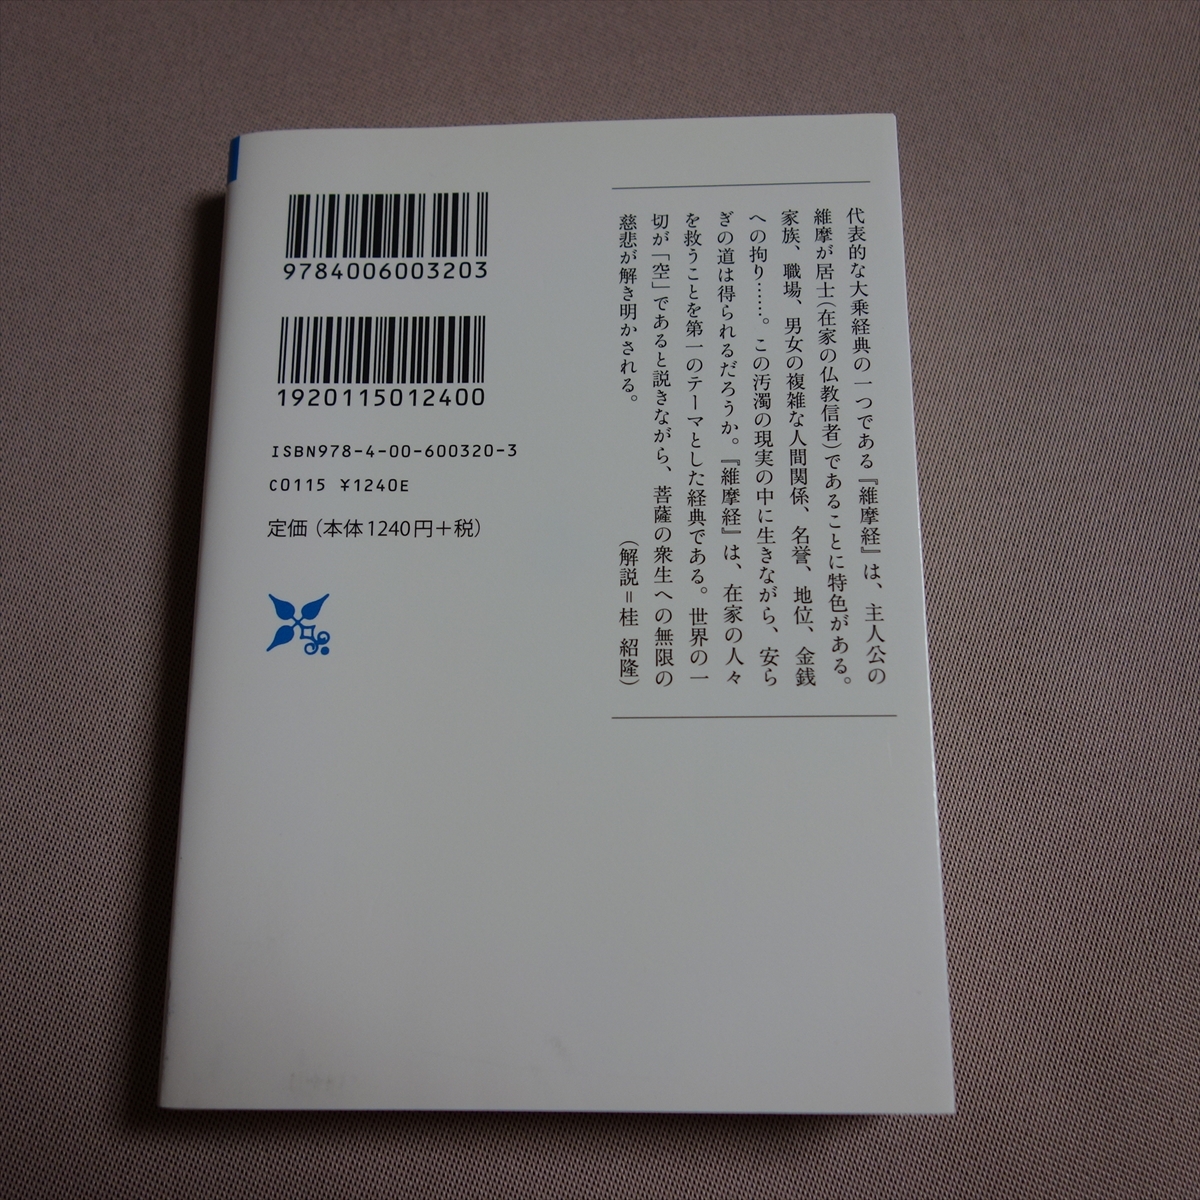 9784006003203
1920115012400
ISBN978-4-00-600320-3
C0115 ¥1240E
定価（本体1240円+税）
代表的な大乗経典の一つである『維摩経』は、主人公の
維摩が居士（在家の仏教信者）であることに特色がある。
家族、職場、男女の複雑な人間関係、名誉、地位、金銭
への拘り……。この汚濁の現実の中に生きながら、安ら
ぎの道は得られるだろうか。『維摩経』は、在家の人々
を救うことを第一のテーマとした経典である。世界の一
切が「空」であると説きながら、菩薩の衆生への無限の
慈悲が解き明かされる。
（解説＝桂 紹隆）